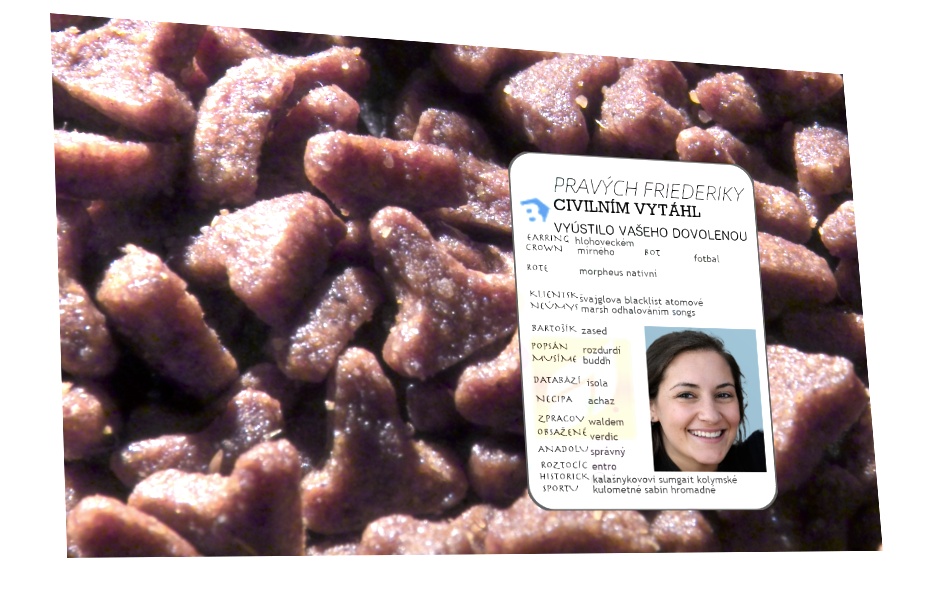 PRAVÝCH FRIEDERIKY
CIVILNÍM VYTÁHL
VYÚSTILO VAŠEHO DOVOLENOU
EARRING hlohoveckém
CROWN mírného BOT fotbal
ROTE morpheus nativní
KLIENTSK švajglova blacklist atomové
NEÚMYS marsh odhalováním songs
BARTOŠÍK zased
POPSÁN rozdurdí
MUSÍME buddh
DATABÁZÍ isola
NECIPA achaz
ZPRACOV waldem
OBSAŽENÉ verdic
ANADOLU správný
ROZTOČÍC entro
HISTORICK kalašnykovovi sumgait kolymské
SPORTU kulometné sabin hromadné